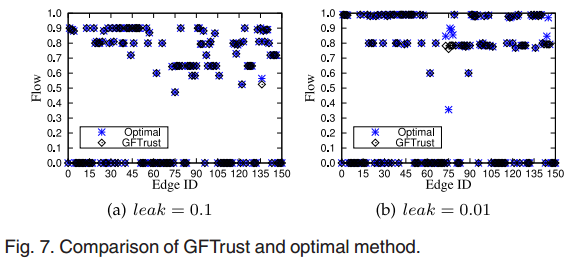 1.0 1.0
0.9 0.9
0.8 0.8
0.7 0.7
0.6 0.6
Flow Flow
0.5 0.5
0.4 0.4
0.3 0.3
0.2 Optimal 0.2 Optimal
0.1 GFTrust 0.1 GFTrust
0.0 0.0
0 15 30 45 60 75 90 105 120 135 150 0 15 30 45 60 75 90 105 120 135 150
Edge ID Edge ID
(a) leak = 0.1 (b) leak = 0.01
Fig. 7. Comparison of GFTrust and optimal method.